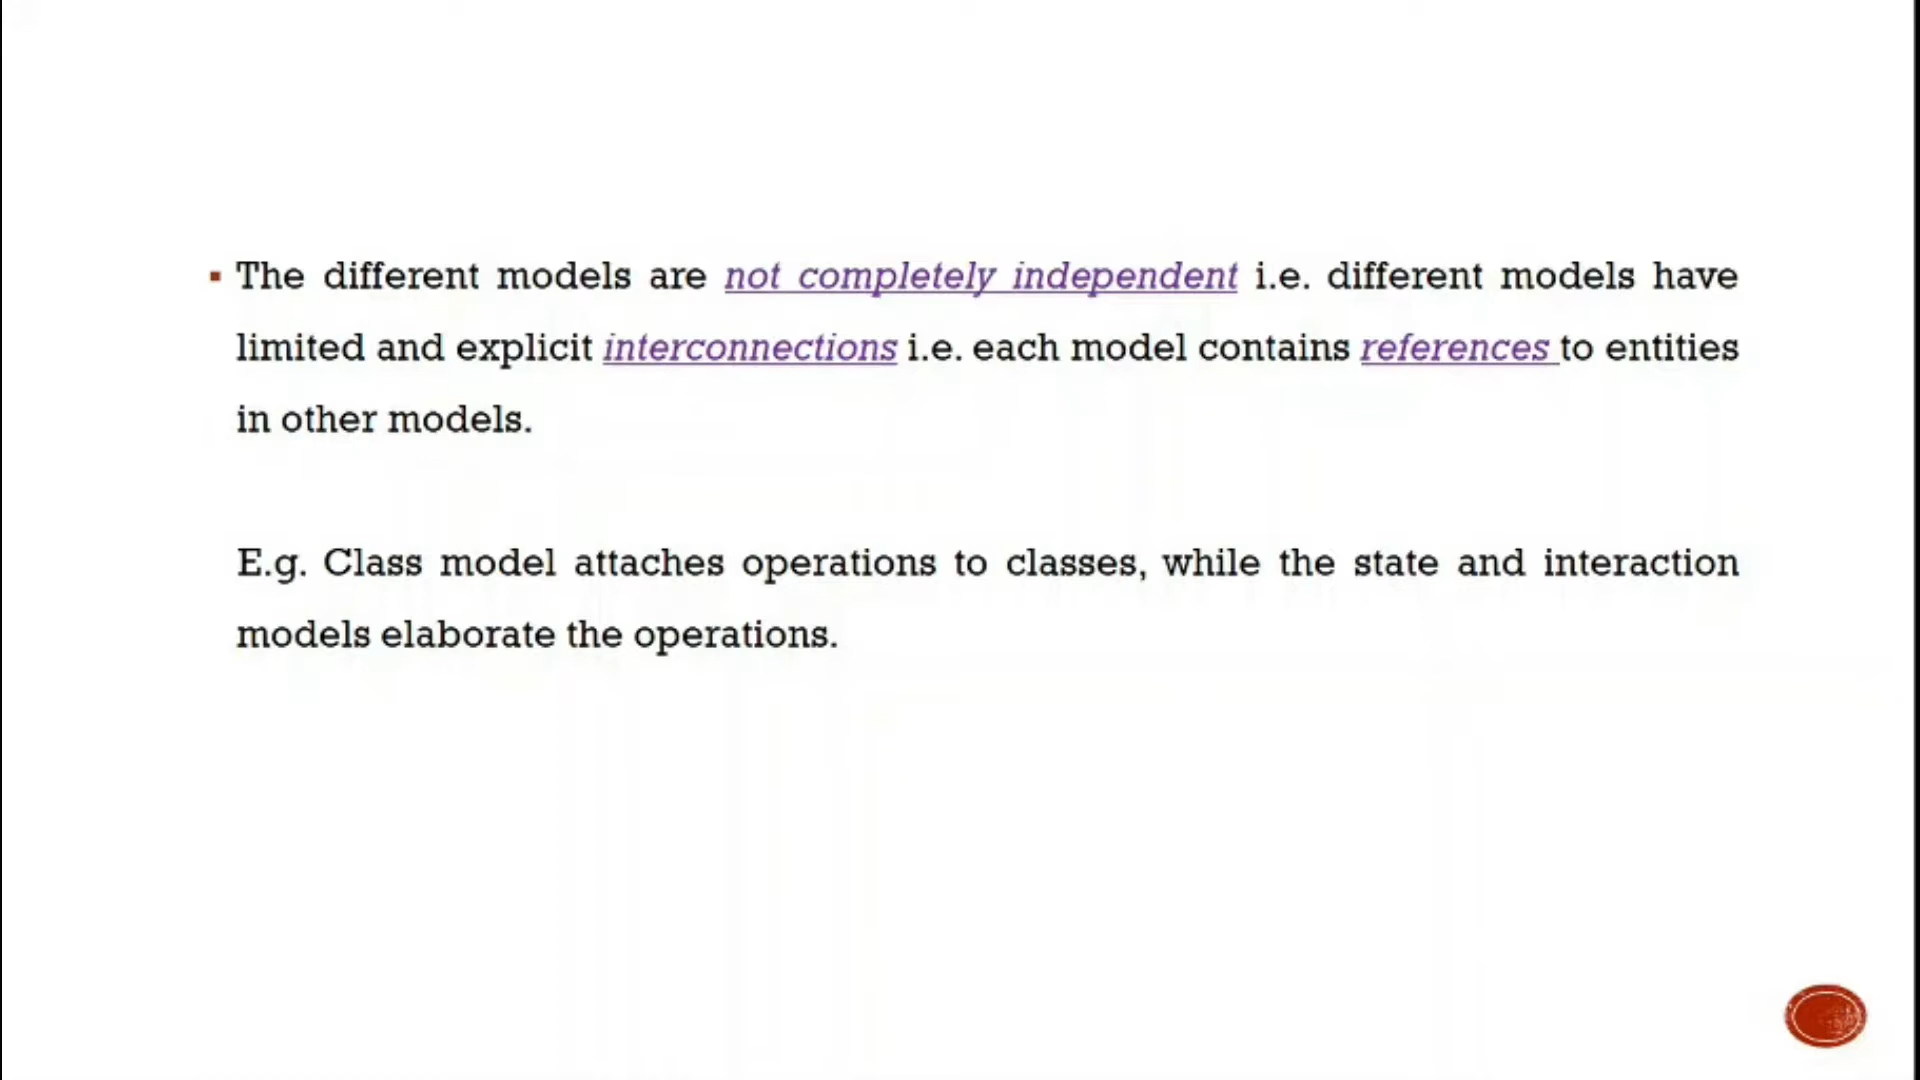 ▪ The different models are not completely independent i.e. different models have
limited and explicit interconnections i.e. each model contains references to entities
in other models.
E.g. Class model attaches operations to classes, while the state and interaction
models elaborate the operations.